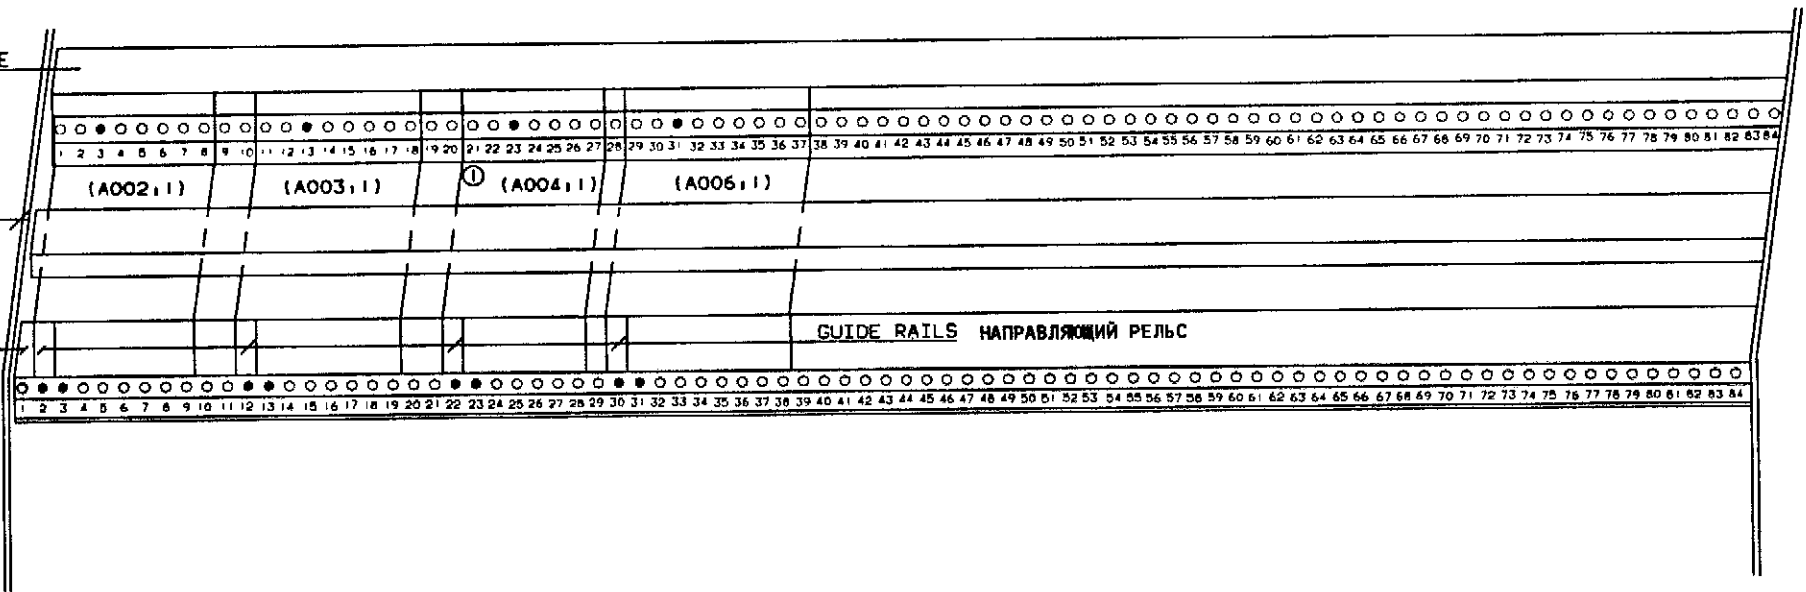 E
1 2 3 4 5 6 7 8 9 10 11 12 13 14 15 16 17 18 19 20 21 22 23 24 25 26 27 28 29 30 31 32 33 34 35 36 37 38 39 40 41 42 43 44 45 46 47 48 49 50 51 52 53 54 55 56 57 58 59 60 61 62 63 64 65 66 67 68 69 70 71 72 73 74 75 76 77 78 79 80 81 82 83 84
(A002,1) (A003,1) 1 (A004,1) (A006,1)
GUIDE RAILS НАПРАВЛЯЮЩИЙ РЕЛЬС
1 2 3 4 5 6 7 8 9 10 11 12 13 14 15 16 17 18 19 20 21 22 23 24 25 26 27 28 29 30 31 32 33 34 35 36 37 38 39 40 41 42 43 44 45 46 47 48 49 50 51 52 53 54 55 56 57 58 59 60 61 62 63 64 65 66 67 68 69 70 71 72 73 74 75 76 77 78 79 80 81 82 83 84